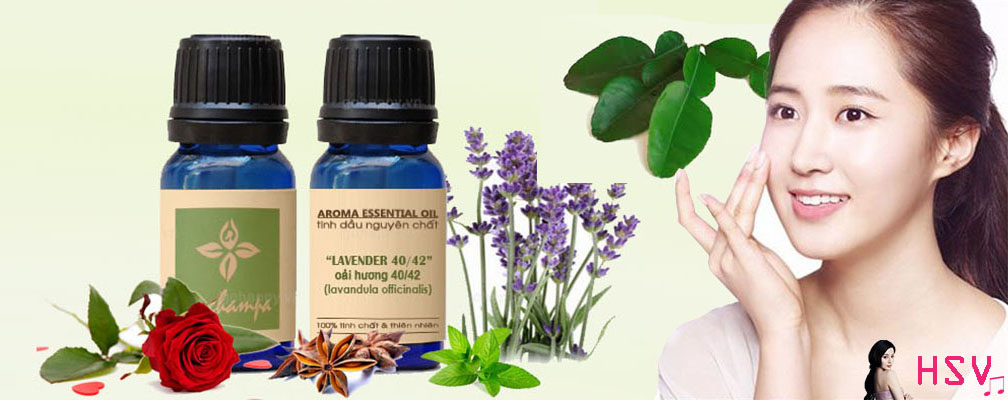 champa
AROMA ESSENTIAL OIL
tinh dầu nguyên chất
“LAVENDER 40/42”
oải hương 40/42
(lavandula officinalis)
100% tinh chất & thiên nhiên
HSV